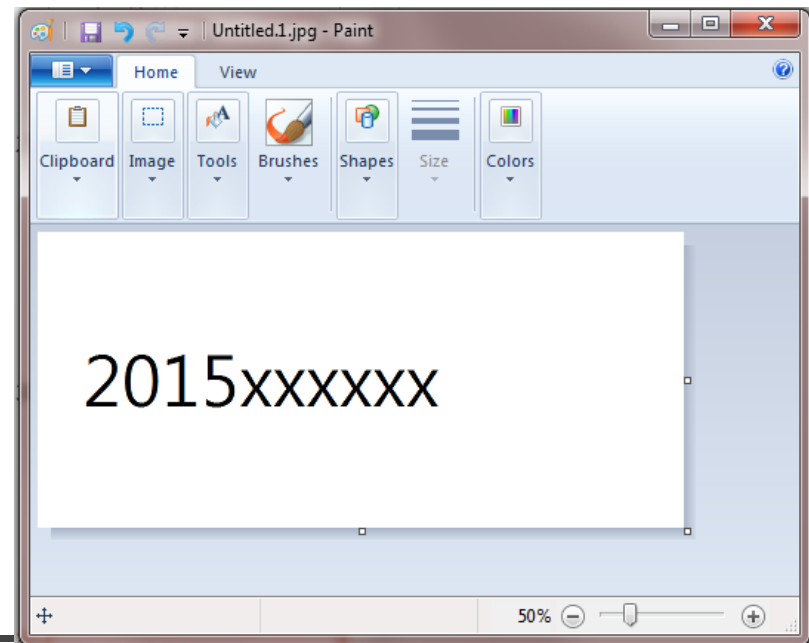 Untitled.1.jpg - Paint
Home View
Clipboard Image Tools Brushes Shapes Size Colors
2015xxxxxx
50%